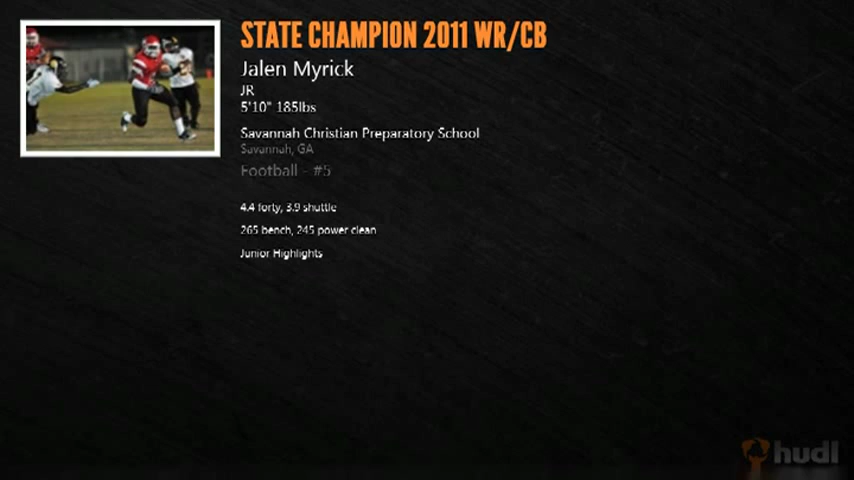 STATE CHAMPION 2011 WR/CB
Jalen Myrick
JR
5'10" 185lbs
Savannah Christian Preparatory School
Savannah, GA
Football - #5
4.4 forty, 3.9 shuttle
265 bench, 245 power clean
Junior Highlights
hudl